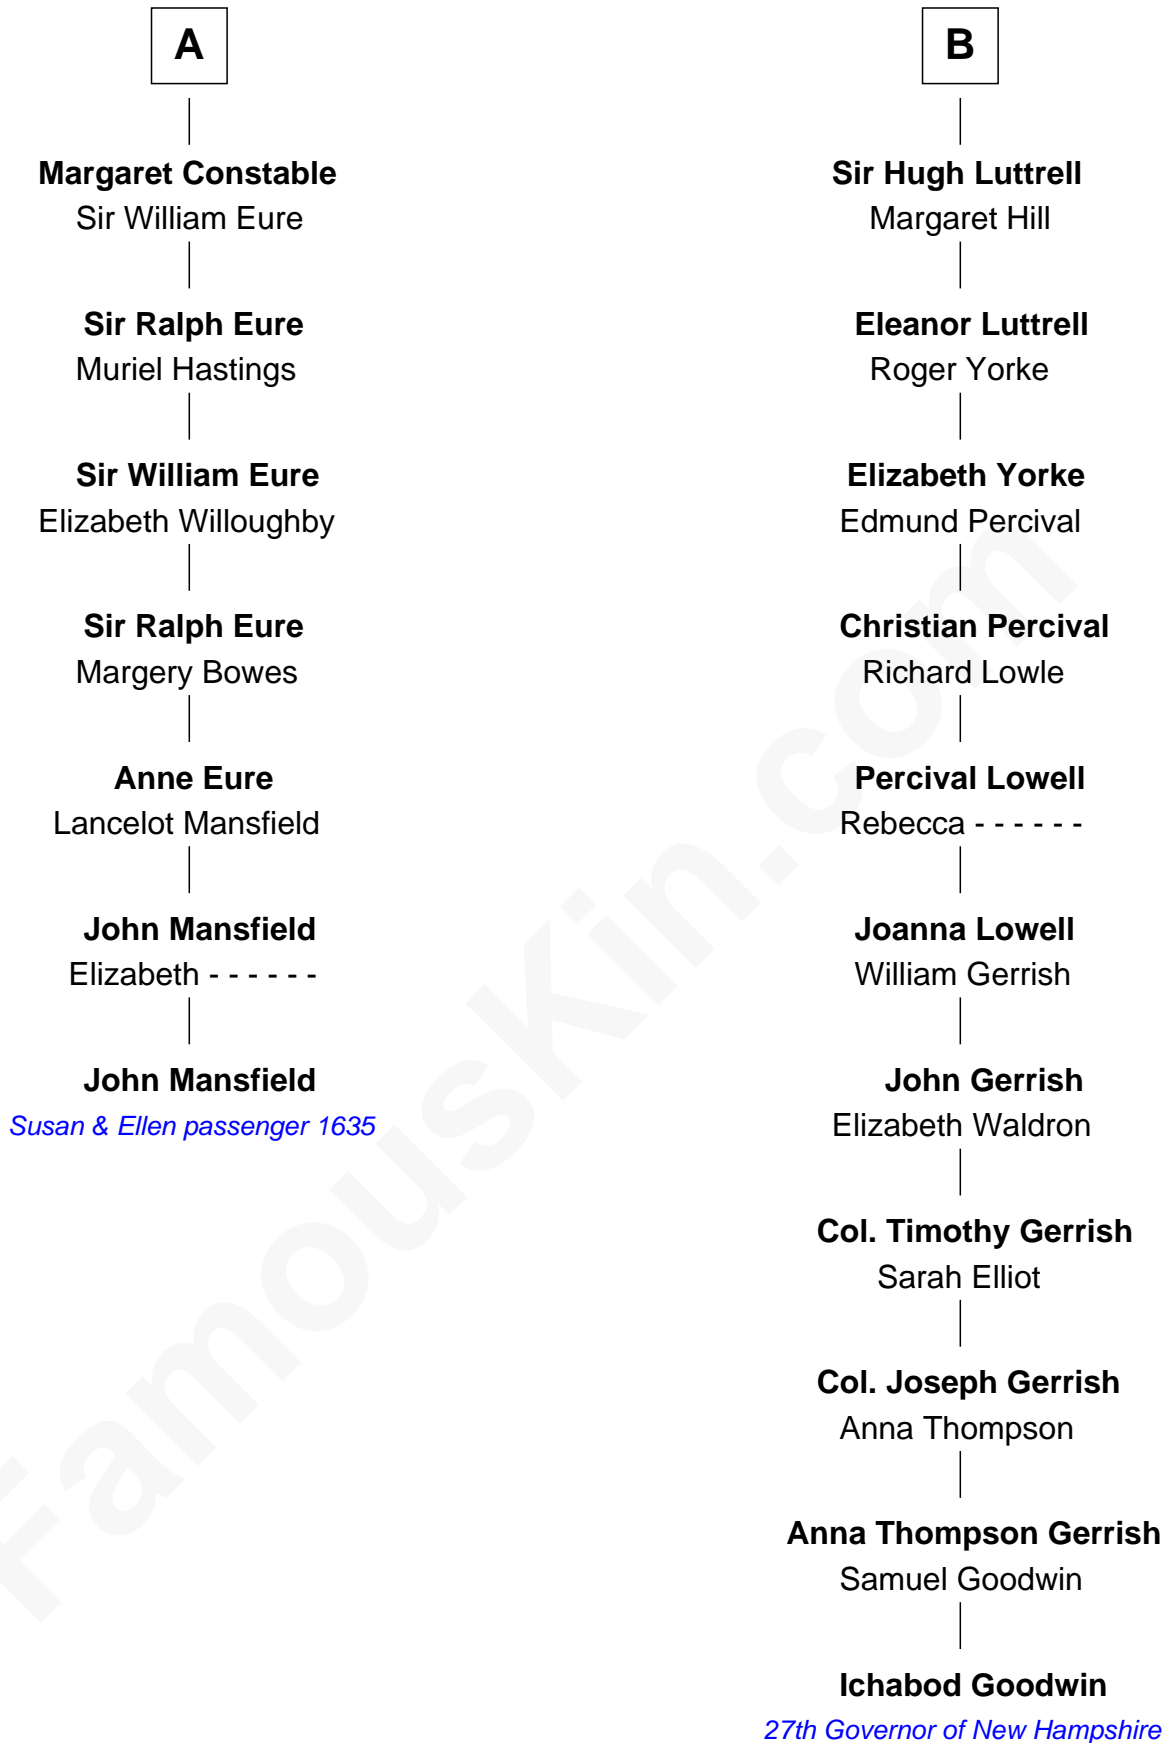 A
Margaret Constable
Sir William Eure
Sir Ralph Eure
Muriel Hastings
Sir William Eure
Elizabeth Willoughby
Sir Ralph Eure
Margery Bowes
Anne Eure
Lancelot Mansfield
John Mansfield
Elizabeth - - - - - -
John Mansfield
Susan & Ellen passenger 1635
B
Sir Hugh Luttrell
Margaret Hill
Eleanor Luttrell
Roger Yorke
Elizabeth Yorke
Edmund Percival
Christian Percival
Richard Lowle
Percival Lowell
Rebecca - - - - - -
Joanna Lowell
William Gerrish
John Gerrish
Elizabeth Waldron
Col. Timothy Gerrish
Sarah Elliot
Col. Joseph Gerrish
Anna Thompson
Anna Thompson Gerrish
Samuel Goodwin
Ichabod Goodwin
27th Governor of New Hampshire
FamousKin.com